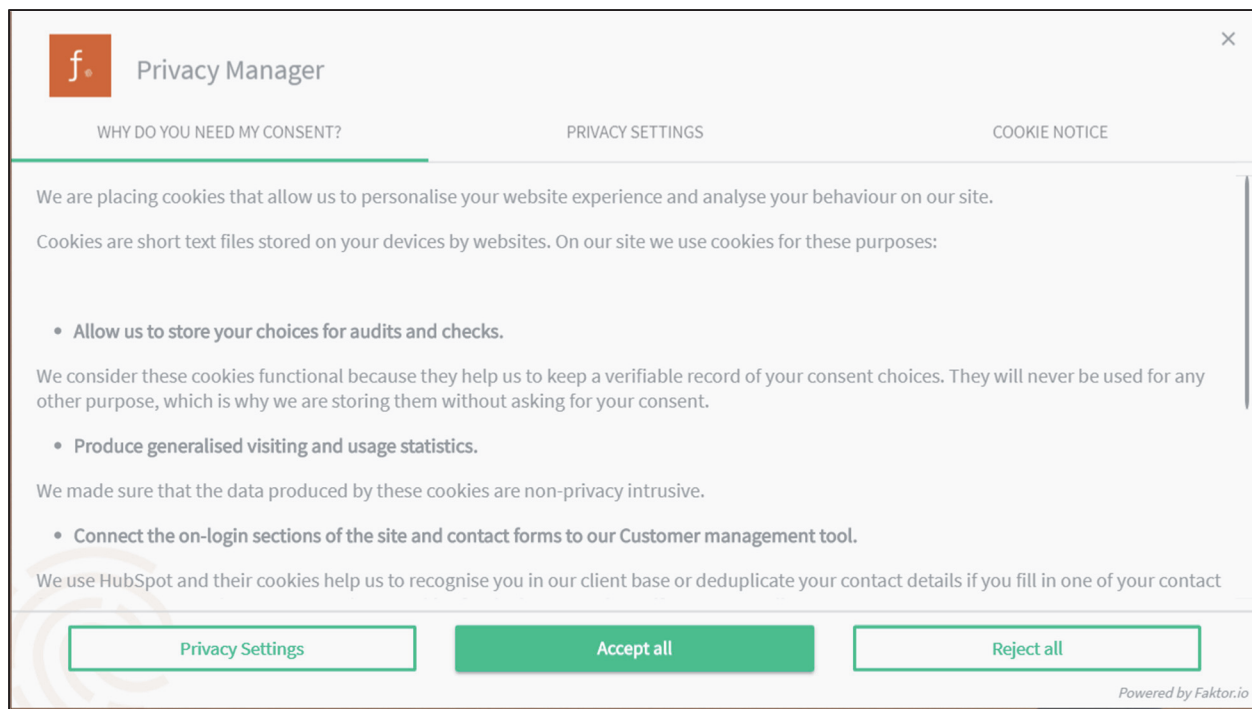 f.
Privacy Manager
×
WHY DO YOU NEED MY CONSENT?
PRIVACY SETTINGS
COOKIE NOTICE
We are placing cookies that allow us to personalise your website experience and analyse your behaviour on our site.
Cookies are short text files stored on your devices by websites. On our site we use cookies for these purposes:
• Allow us to store your choices for audits and checks.
We consider these cookies functional because they help us to keep a verifiable record of your consent choices. They will never be used for any
other purpose, which is why we are storing them without asking for your consent.
• Produce generalised visiting and usage statistics.
We made sure that the data produced by these cookies are non-privacy intrusive.
• Connect the on-login sections of the site and contact forms to our Customer management tool.
We use HubSpot and their cookies help us to recognise you in our client base or deduplicate your contact details if you fill in one of your contact
Privacy Settings
Accept all
Reject all
Powered by Faktor.io